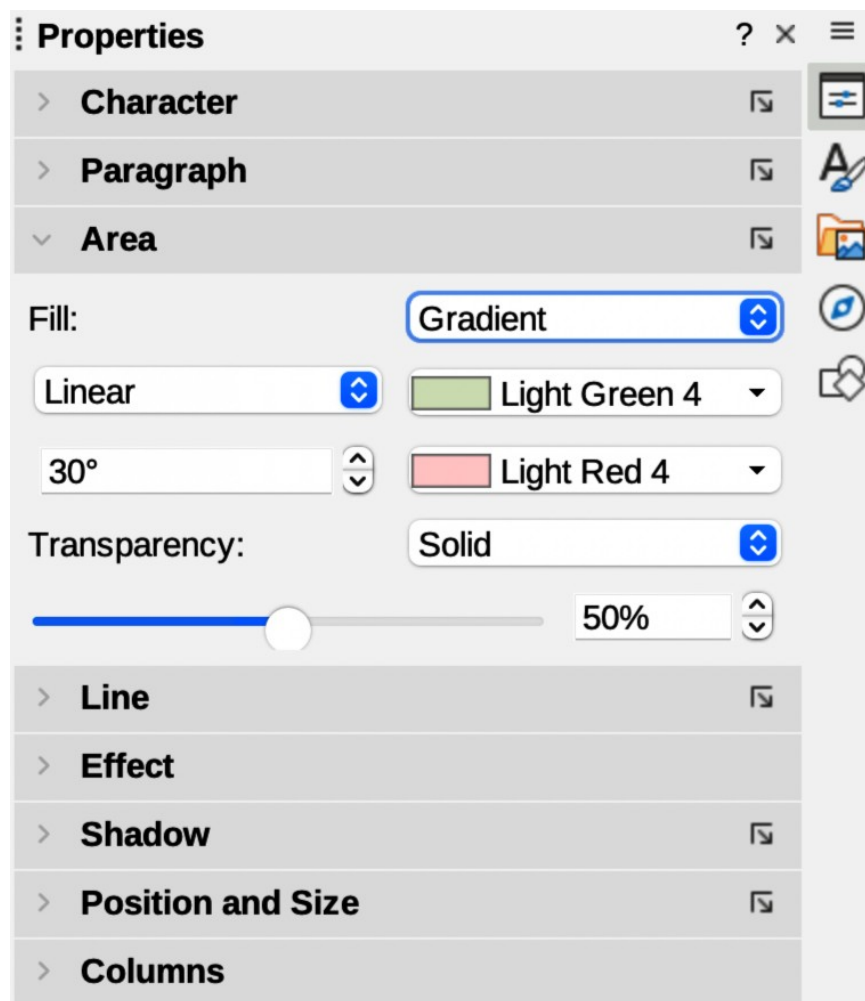 Properties ? ×
Character
Paragraph
Area
Fill: Gradient
Linear Light Green 4
30° Light Red 4
Transparency: Solid
50%
Line
Effect
Shadow
Position and Size
Columns